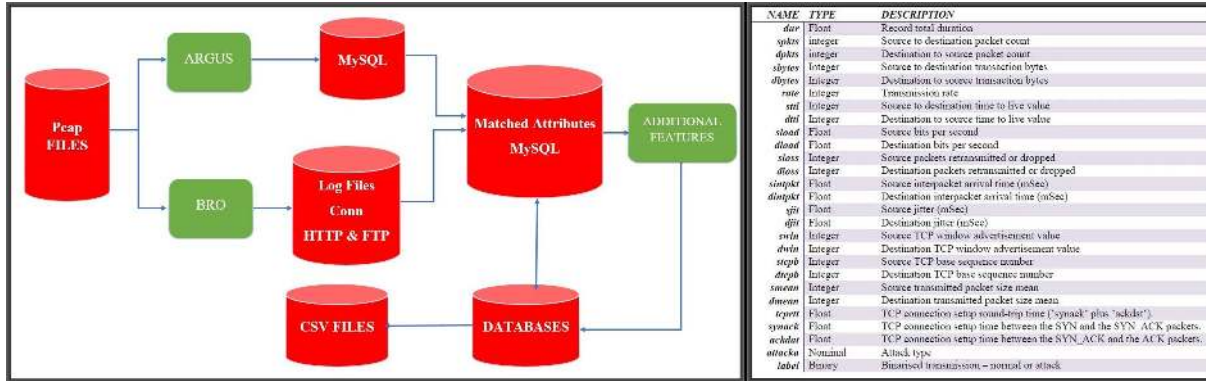 Pcap
FILES
ARGUS
BRO
MySQL
Log Files
Conn
HTTP & FTP
Matched Attributes
MySQL
ADDITIONAL
FEATURES
CSV FILES
DATABASES
NAME TYPE DESCRIPTION
dur Float Record total duration
spkts integer Source to destination packet count
dpkts integer Destination to source packet count
sbytes Integer Source to destination transaction bytes
dbytes Integer Destination to source transaction bytes
rate Integer Transmission rate
sttl Integer Source to destination time to live value
dttl Integer Destination to source time to live value
sload Float Source bits per second
dload Float Destination bits per second
sloss Integer Source packets retransmitted or dropped
dloss Integer Destination packets retransmitted or dropped
sintpkt Float Source interpacket arrival time (mSec)
dintpkt Float Destination interpacket arrival time (mSec)
sjit Float Source jitter (mSec)
djit Float Destination jitter (mSec)
swin Integer Source TCP window advertisement value
dwin Integer Destination TCP window advertisement value
stcpb Integer Source TCP base sequence number
dtcpb Integer Destination TCP base sequence number
smean Integer Source transmitted packet size mean
dmean Integer Destination transmitted packet size mean
tcprtt Float TCP connection setup round-trip time ("synack" plus "ackdat").
synack Float TCP connection setup time between the SYN and the SYN_ACK packets.
ackdat Float TCP connection setup time between the SYN_ACK and the ACK packets.
attacka Nominal Attack type
label Binary Binarised transmission – normal or attack